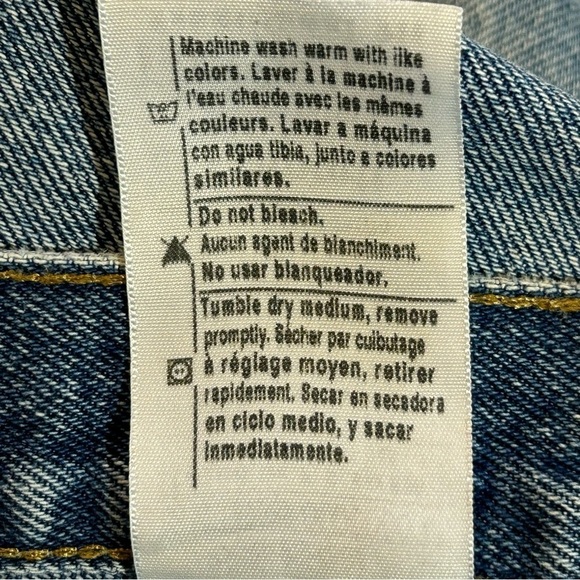 Machine wash warm with like
colors. Laver à la machine à
l'eau chaude avec les mêmes
couleurs. Lavar a máquina
con agua tibia, junto a colores
similares.
Do not bleach.
Aucun agent de blanchiment.
No usar blanqueador.
Tumble dry medium, remove
promptly. Sécher par culbutage
à réglage moyen, retirer
rapidement. Secar en secadora
en ciclo medio, y sacar
inmediatamente.